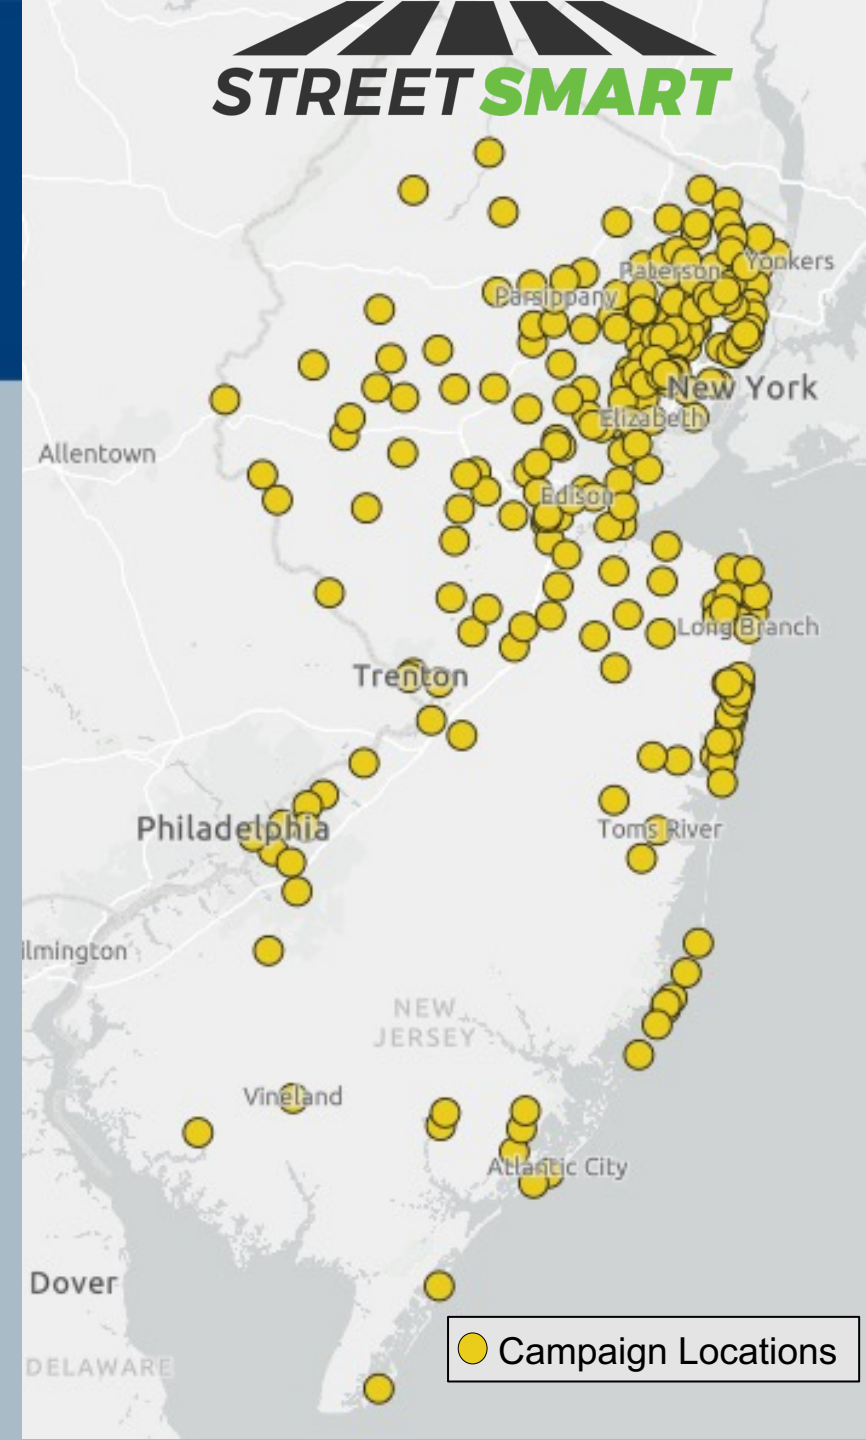 STREET SMART
Yonkers
Paterson
Parsippany
New York
Elizabeth
Allentown
Edison
Long Branch
Trenton
Philadelphia
Toms River
ilmington
NEW
JERSEY
Vineland
Atlantic City
Dover
Campaign Locations
DELAWARE